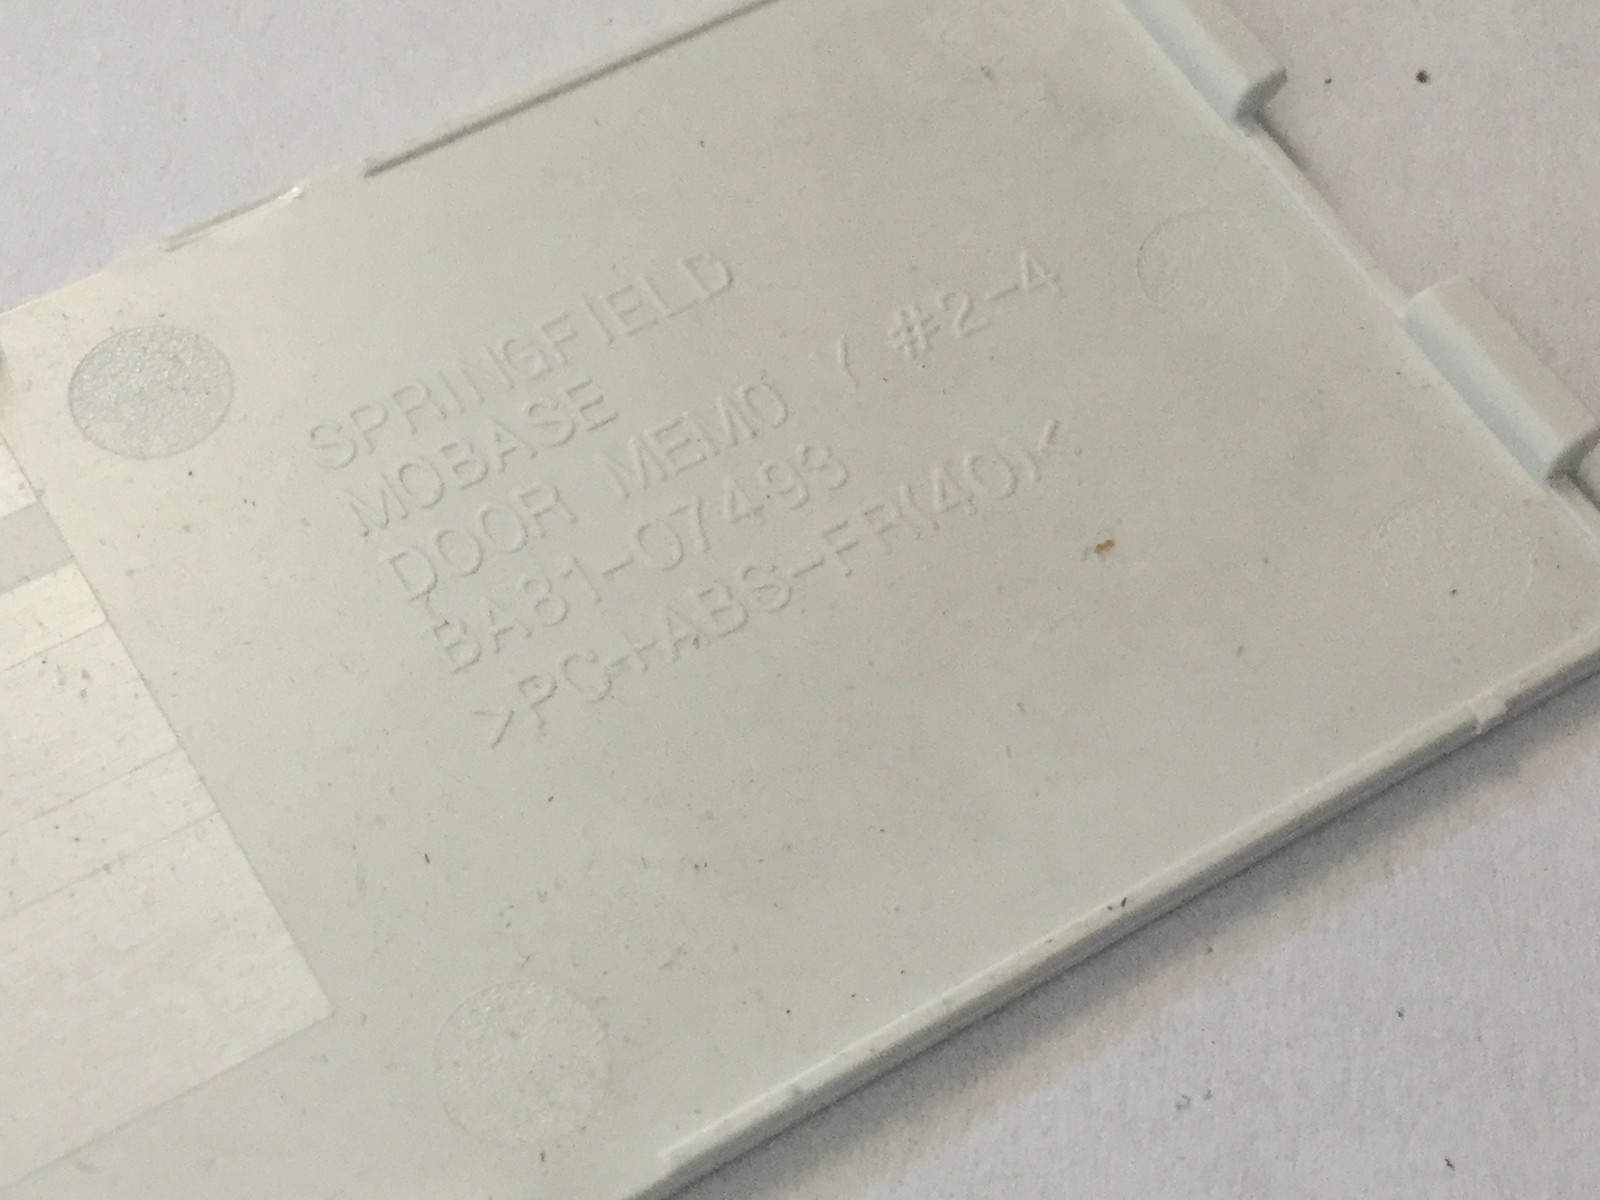 SPRINGFIELD
MOBASE
DOOR MEMO Y #2-4
BA81-07493
>PC+ABS-FR(40)<